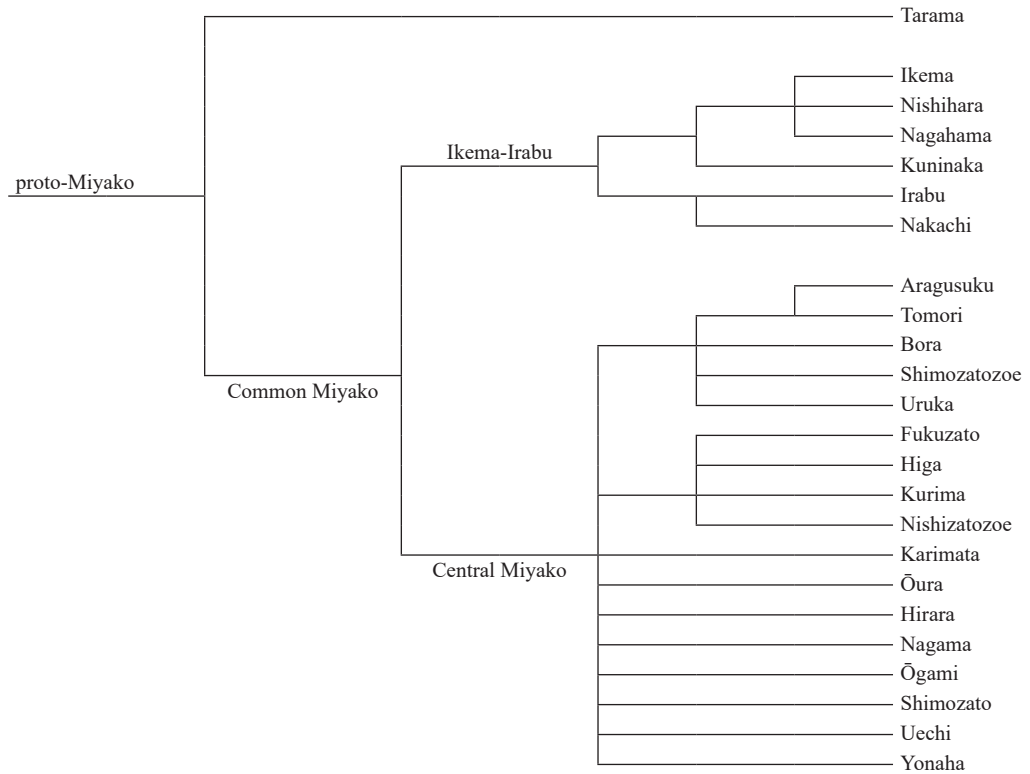 Tarama
Ikema
Nishihara
Nagahama
Ikema-Irabu
Kuninaka
proto-Miyako
Irabu
Nakachi
Aragusuku
Tomori
Bora
Shimozatozoe
Common Miyako
Uruka
Fukuzato
Higa
Kurima
Nishizatozoe
Karimata
Central Miyako
Ōura
Hirara
Nagama
Ōgami
Shimozato
Uechi
Yonaha